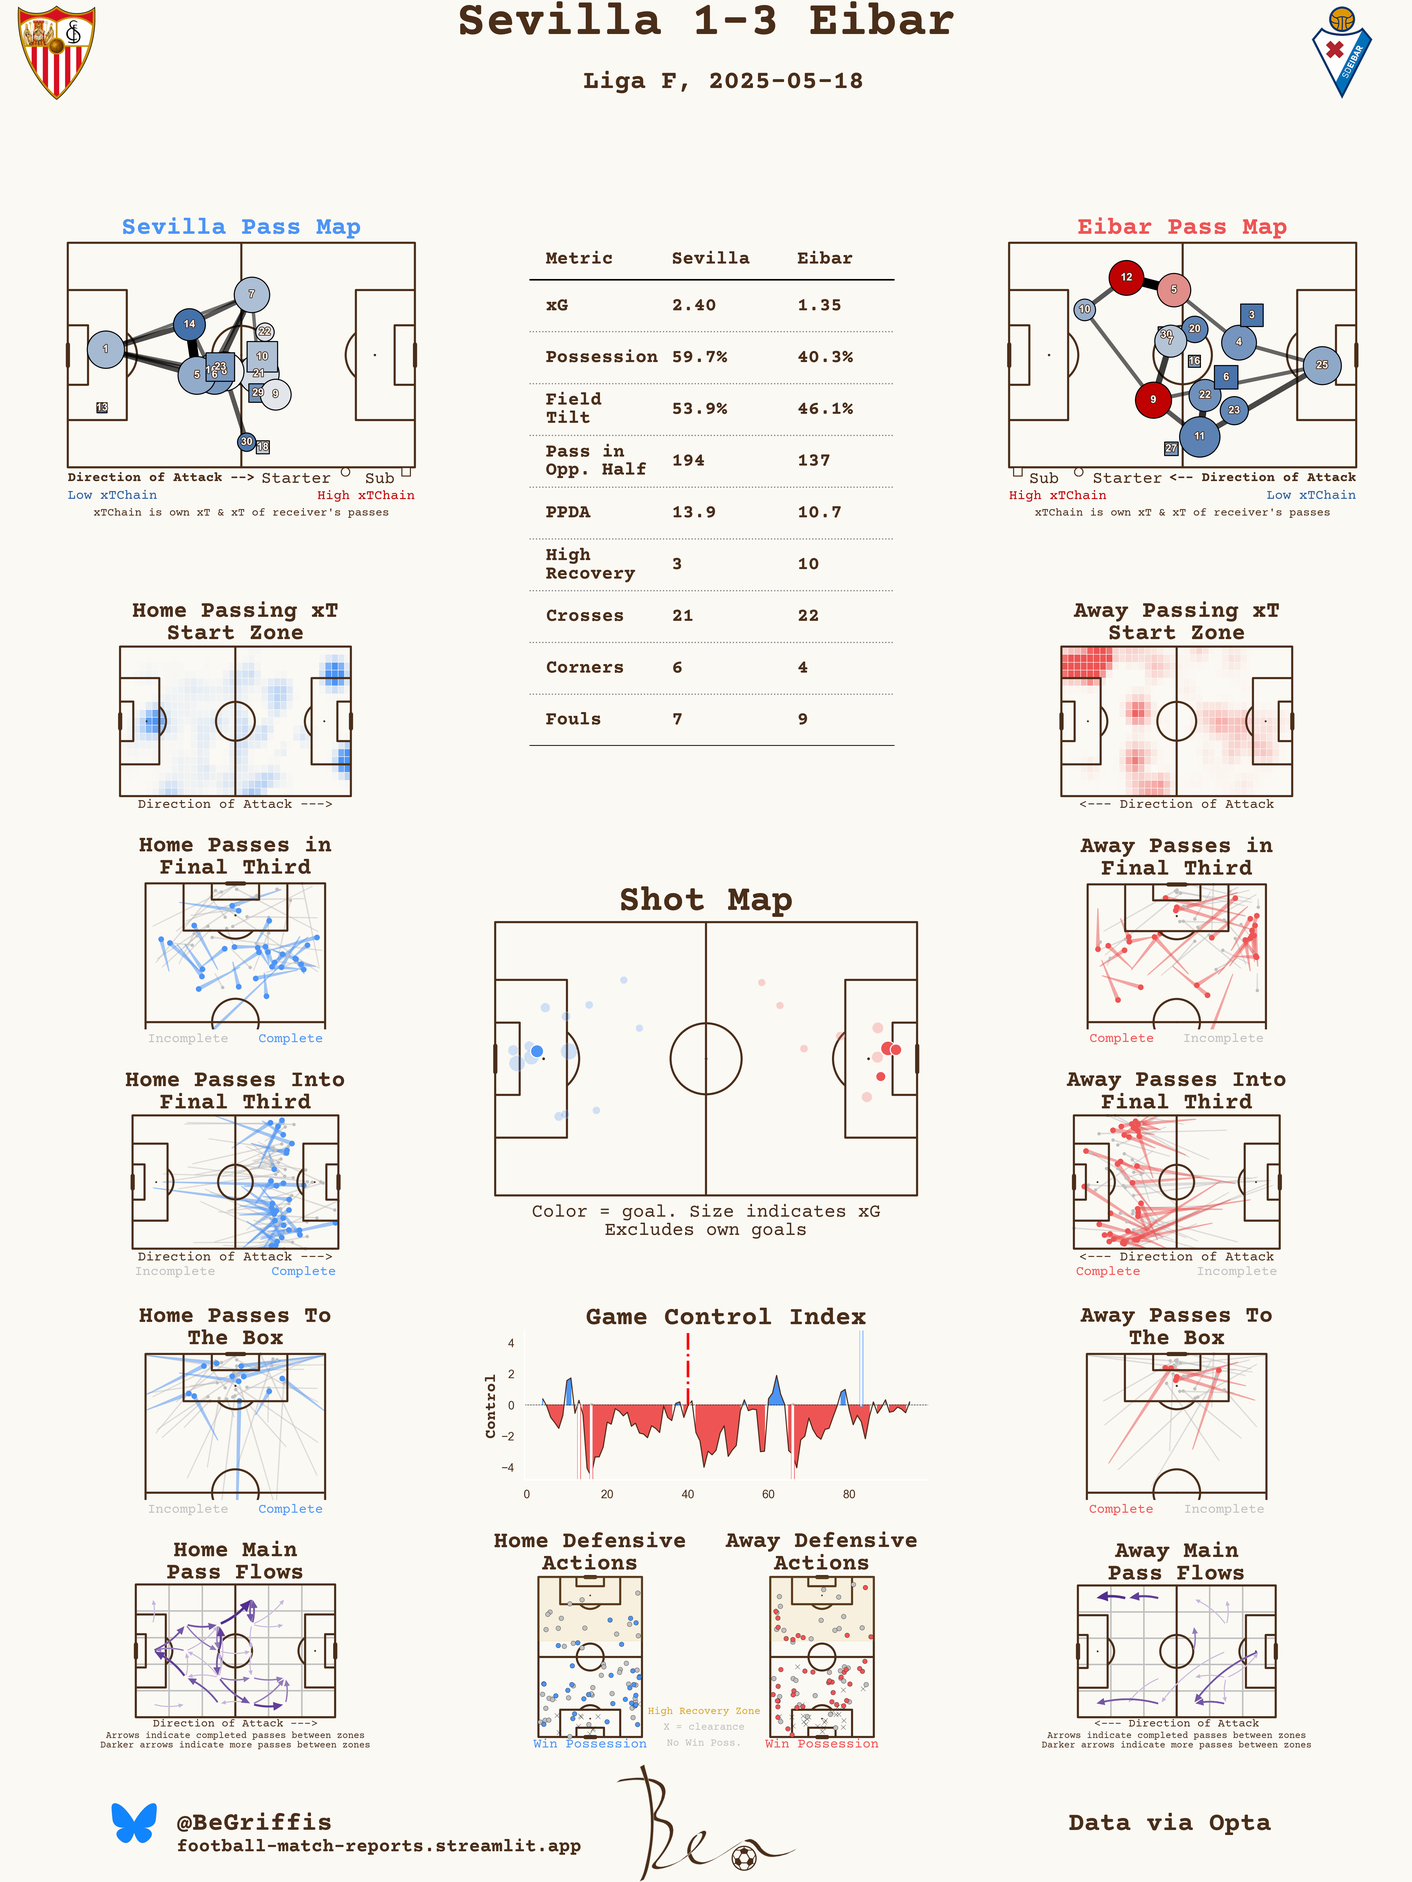 Sevilla 1-3 Eibar
Liga F, 2025-05-18
SDEIBAR
Sevilla Pass Map
7
14
22
1
10
23
5
6
21
29
9
13
30
18
Direction of Attack --> Starter Sub
Low xTChain High xTChain
xTChain is own xT & xT of receiver's passes
Metric Sevilla Eibar
xG 2.40 1.35
Possession 59.7% 40.3%
Field
Tilt 53.9% 46.1%
Pass in
Opp. Half 194 137
PPDA 13.9 10.7
High
Recovery 3 10
Crosses 21 22
Corners 6 4
Fouls 7 9
Eibar Pass Map
12
5
10
3
20
30
7
4
16
25
6
22
9
23
11
27
Sub Starter <-- Direction of Attack
High xTChain Low xTChain
xTChain is own xT & xT of receiver's passes
Home Passing xT
Start Zone
Direction of Attack --->
Away Passing xT
Start Zone
<--- Direction of Attack
Home Passes in
Final Third
Incomplete Complete
Away Passes in
Final Third
Complete Incomplete
Shot Map
Color = goal. Size indicates xG
Excludes own goals
Home Passes Into
Final Third
Direction of Attack --->
Incomplete Complete
Away Passes Into
Final Third
<--- Direction of Attack
Complete Incomplete
Home Passes To
The Box
Incomplete Complete
Game Control Index
Control
4
2
0
−2
−4
0 20 40 60 80
Away Passes To
The Box
Complete Incomplete
Home Main
Pass Flows
Direction of Attack --->
Arrows indicate completed passes between zones
Darker arrows indicate more passes between zones
Home Defensive
Actions
Win Possession
High Recovery Zone
X = clearance
No Win Poss.
Away Defensive
Actions
Win Possession
Away Main
Pass Flows
<--- Direction of Attack
Arrows indicate completed passes between zones
Darker arrows indicate more passes between zones
@BeGriffis
football-match-reports.streamlit.app
Ben
Data via Opta